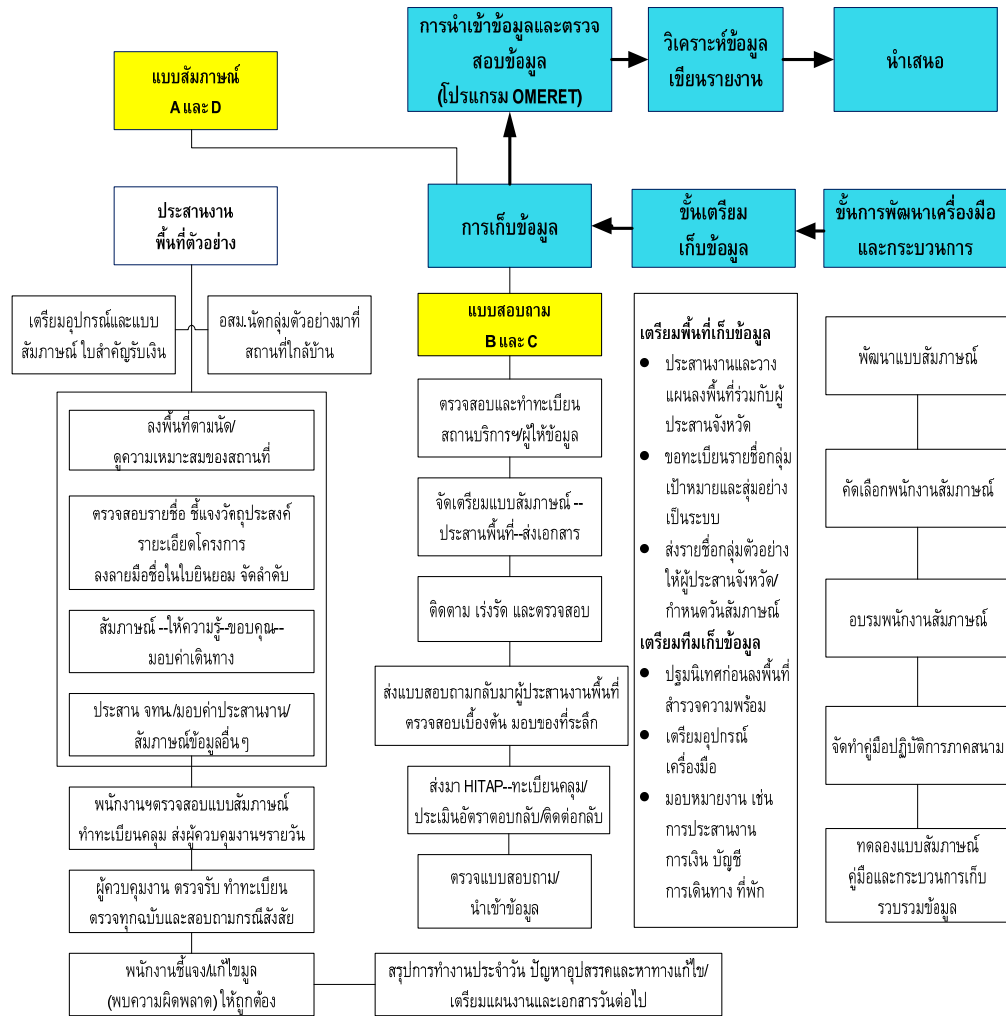 การนำเข้าข้อมูลและตรวจ
สอบข้อมูล
(โปรแกรม OMERET)
วิเคราะห์ข้อมูล
เขียนรายงาน
นำเสนอ
แบบสัมภาษณ์
A และ D
ประสานงาน
พื้นที่ตัวอย่าง
การเก็บข้อมูล
ขั้นเตรียม
เก็บข้อมูล
ขั้นการพัฒนาเครื่องมือ
และกระบวนการ
เตรียมอุปกรณ์และแบบ
สัมภาษณ์ ใบสำคัญรับเงิน
อสม.นัดกลุ่มตัวอย่างมาที่
สถานที่ใกล้บ้าน
ลงพื้นที่ตามนัด/
ดูความเหมาะสมของสถานที่
ตรวจสอบรายชื่อ ชี้แจงวัตถุประสงค์
รายะเอียดโครงการ
ลงลายมือชื่อในใบยินยอม จัดลำดับ
สัมภาษณ์ --ให้ความรู้--ขอบคุณ--
มอบค่าเดินทาง
ประสาน จทน./มอบค่าประสานงาน/
สัมภาษณ์ข้อมูลอื่นๆ
พนักงานฯตรวจสอบแบบสัมภาษณ์
ทำทะเบียนคลุม ส่งผู้ควบคุมงานฯรายวัน
ผู้ควบคุมงาน ตรวจรับ ทำทะเบียน
ตรวจทุกฉบับและสอบถามกรณีสงสัย
พนักงานชี้แจง/แก้ไขมูล
(พบความผิดพลาด) ให้ถูกต้อง
สรุปการทำงานประจำวัน ปัญหาอุปสรรคและหาทางแก้ไข/
เตรียมแผนงานและเอกสารวันต่อไป
แบบสอบถาม
B และ C
ตรวจสอบและทำทะเบียน
สถานบริการฯ/ผู้ให้ข้อมูล
จัดเตรียมแบบสัมภาษณ์ --
ประสานพื้นที่--ส่งเอกสาร
ติดตาม เร่งรัด และตรวจสอบ
ส่งแบบสอบถามกลับมาผู้ประสานงานพื้นที่
ตรวจสอบเบื้องต้น มอบของที่ระลึก
ส่งมา HITAP--ทะเบียนคลุม/
ประเมินอัตราตอบกลับ/ติดต่อกลับ
ตรวจแบบสอบถาม/
นำเข้าข้อมูล
เตรียมพื้นที่เก็บข้อมูล
● ประสานงานและวาง
แผนลงพื้นที่ร่วมกับผู้
ประสานจังหวัด
● ขอทะเบียนรายชื่อกลุ่ม
เป้าหมายและสุ่มอย่าง
เป็นระบบ
● ส่งรายชื่อกลุ่มตัวอย่าง
ให้ผู้ประสานจังหวัด/
กำหนดวันสัมภาษณ์
เตรียมทีมเก็บข้อมูล
● ปฐมนิเทศก่อนลงพื้นที่
สำรวจความพร้อม
● เตรียมอุปกรณ์
เครื่องมือ
● มอบหมายงาน เช่น
การประสานงาน
การเงิน บัญชี
การเดินทาง ที่พัก
พัฒนาแบบสัมภาษณ์
คัดเลือกพนักงานสัมภาษณ์
อบรมพนักงานสัมภาษณ์
จัดทำคู่มือปฏิบัติการภาคสนาม
ทดลองแบบสัมภาษณ์
คู่มือและกระบวนการเก็บ
รวบรวมข้อมูล